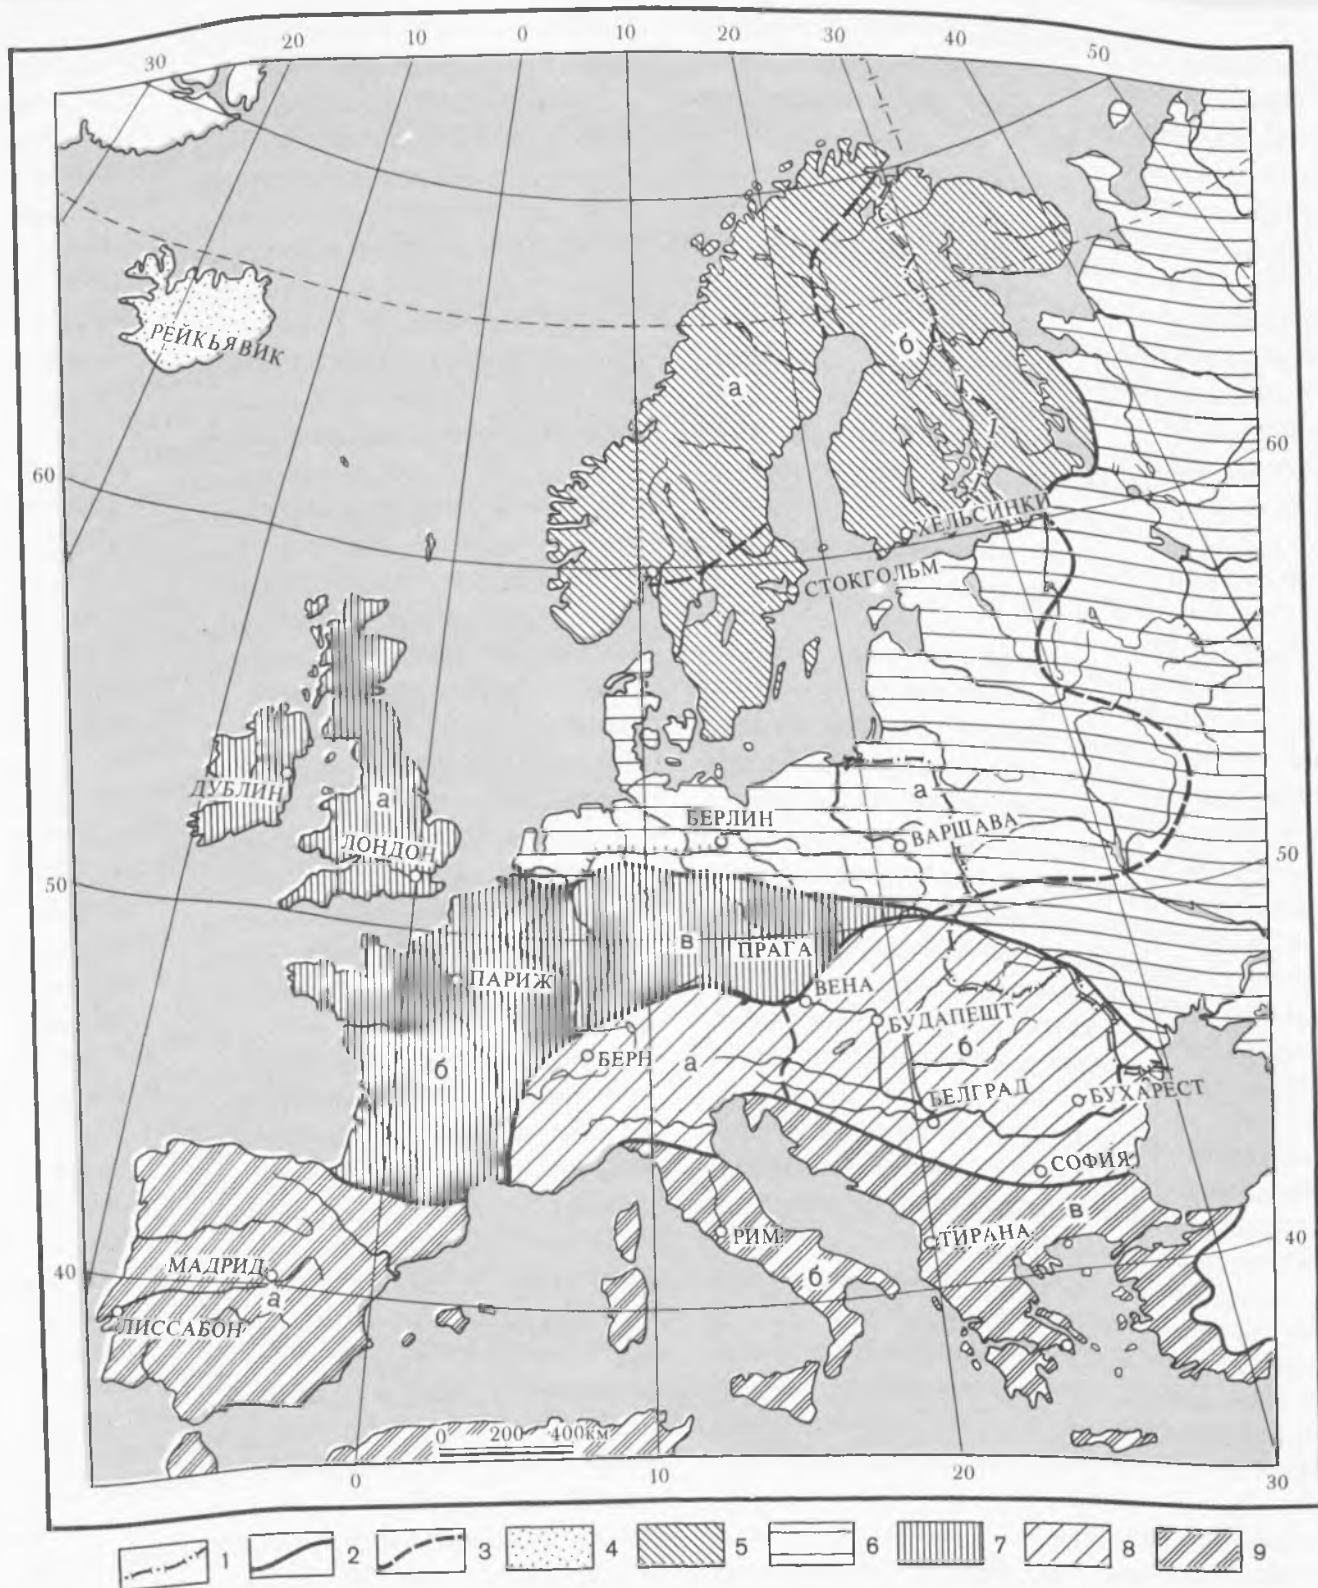 30 20 10 0 10 20 30 40 50
РЕЙКЬЯВИК
б
а
60 60
ХЕЛЬСИНКИ
СТОКГОЛЬМ
ДУБЛИН
а
ЛОНДОН
БЕРЛИН
а
ВАРШАВА
50 50
в
ПРАГА
ПАРИЖ
ВЕНА
БУДАПЕШТ
б
БЕРН
а
б
БЕЛГРАД
БУХАРЕСТ
СОФИЯ
в
РИМ
ТИРАНА
40 40
МАДРИД
а
б
ЛИССАБОН
0 200 400км
0 10 20 30
1 2 3 4 5 6 7 8 9